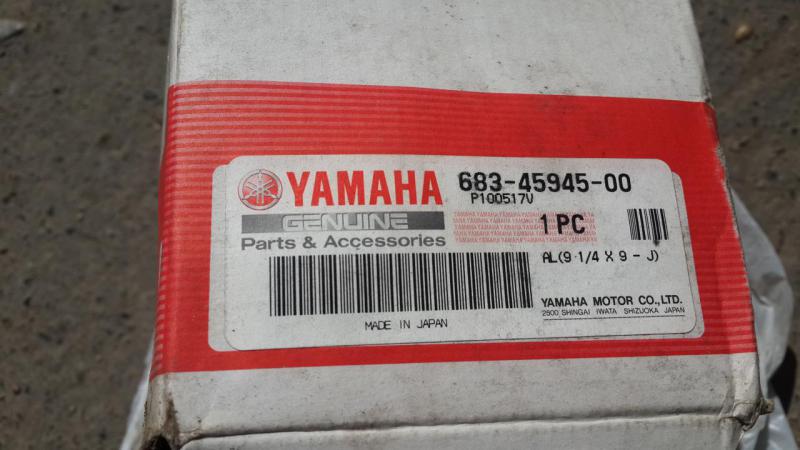 YAMAHA
GENUINE
Parts & Accessories
683-45945-00
P100517V
1 PC
AL(9 1/4 X 9 - J)
MADE IN JAPAN
YAMAHA MOTOR CO.,LTD.
2500 SHINGAI IWATA SHIZUOKA JAPAN